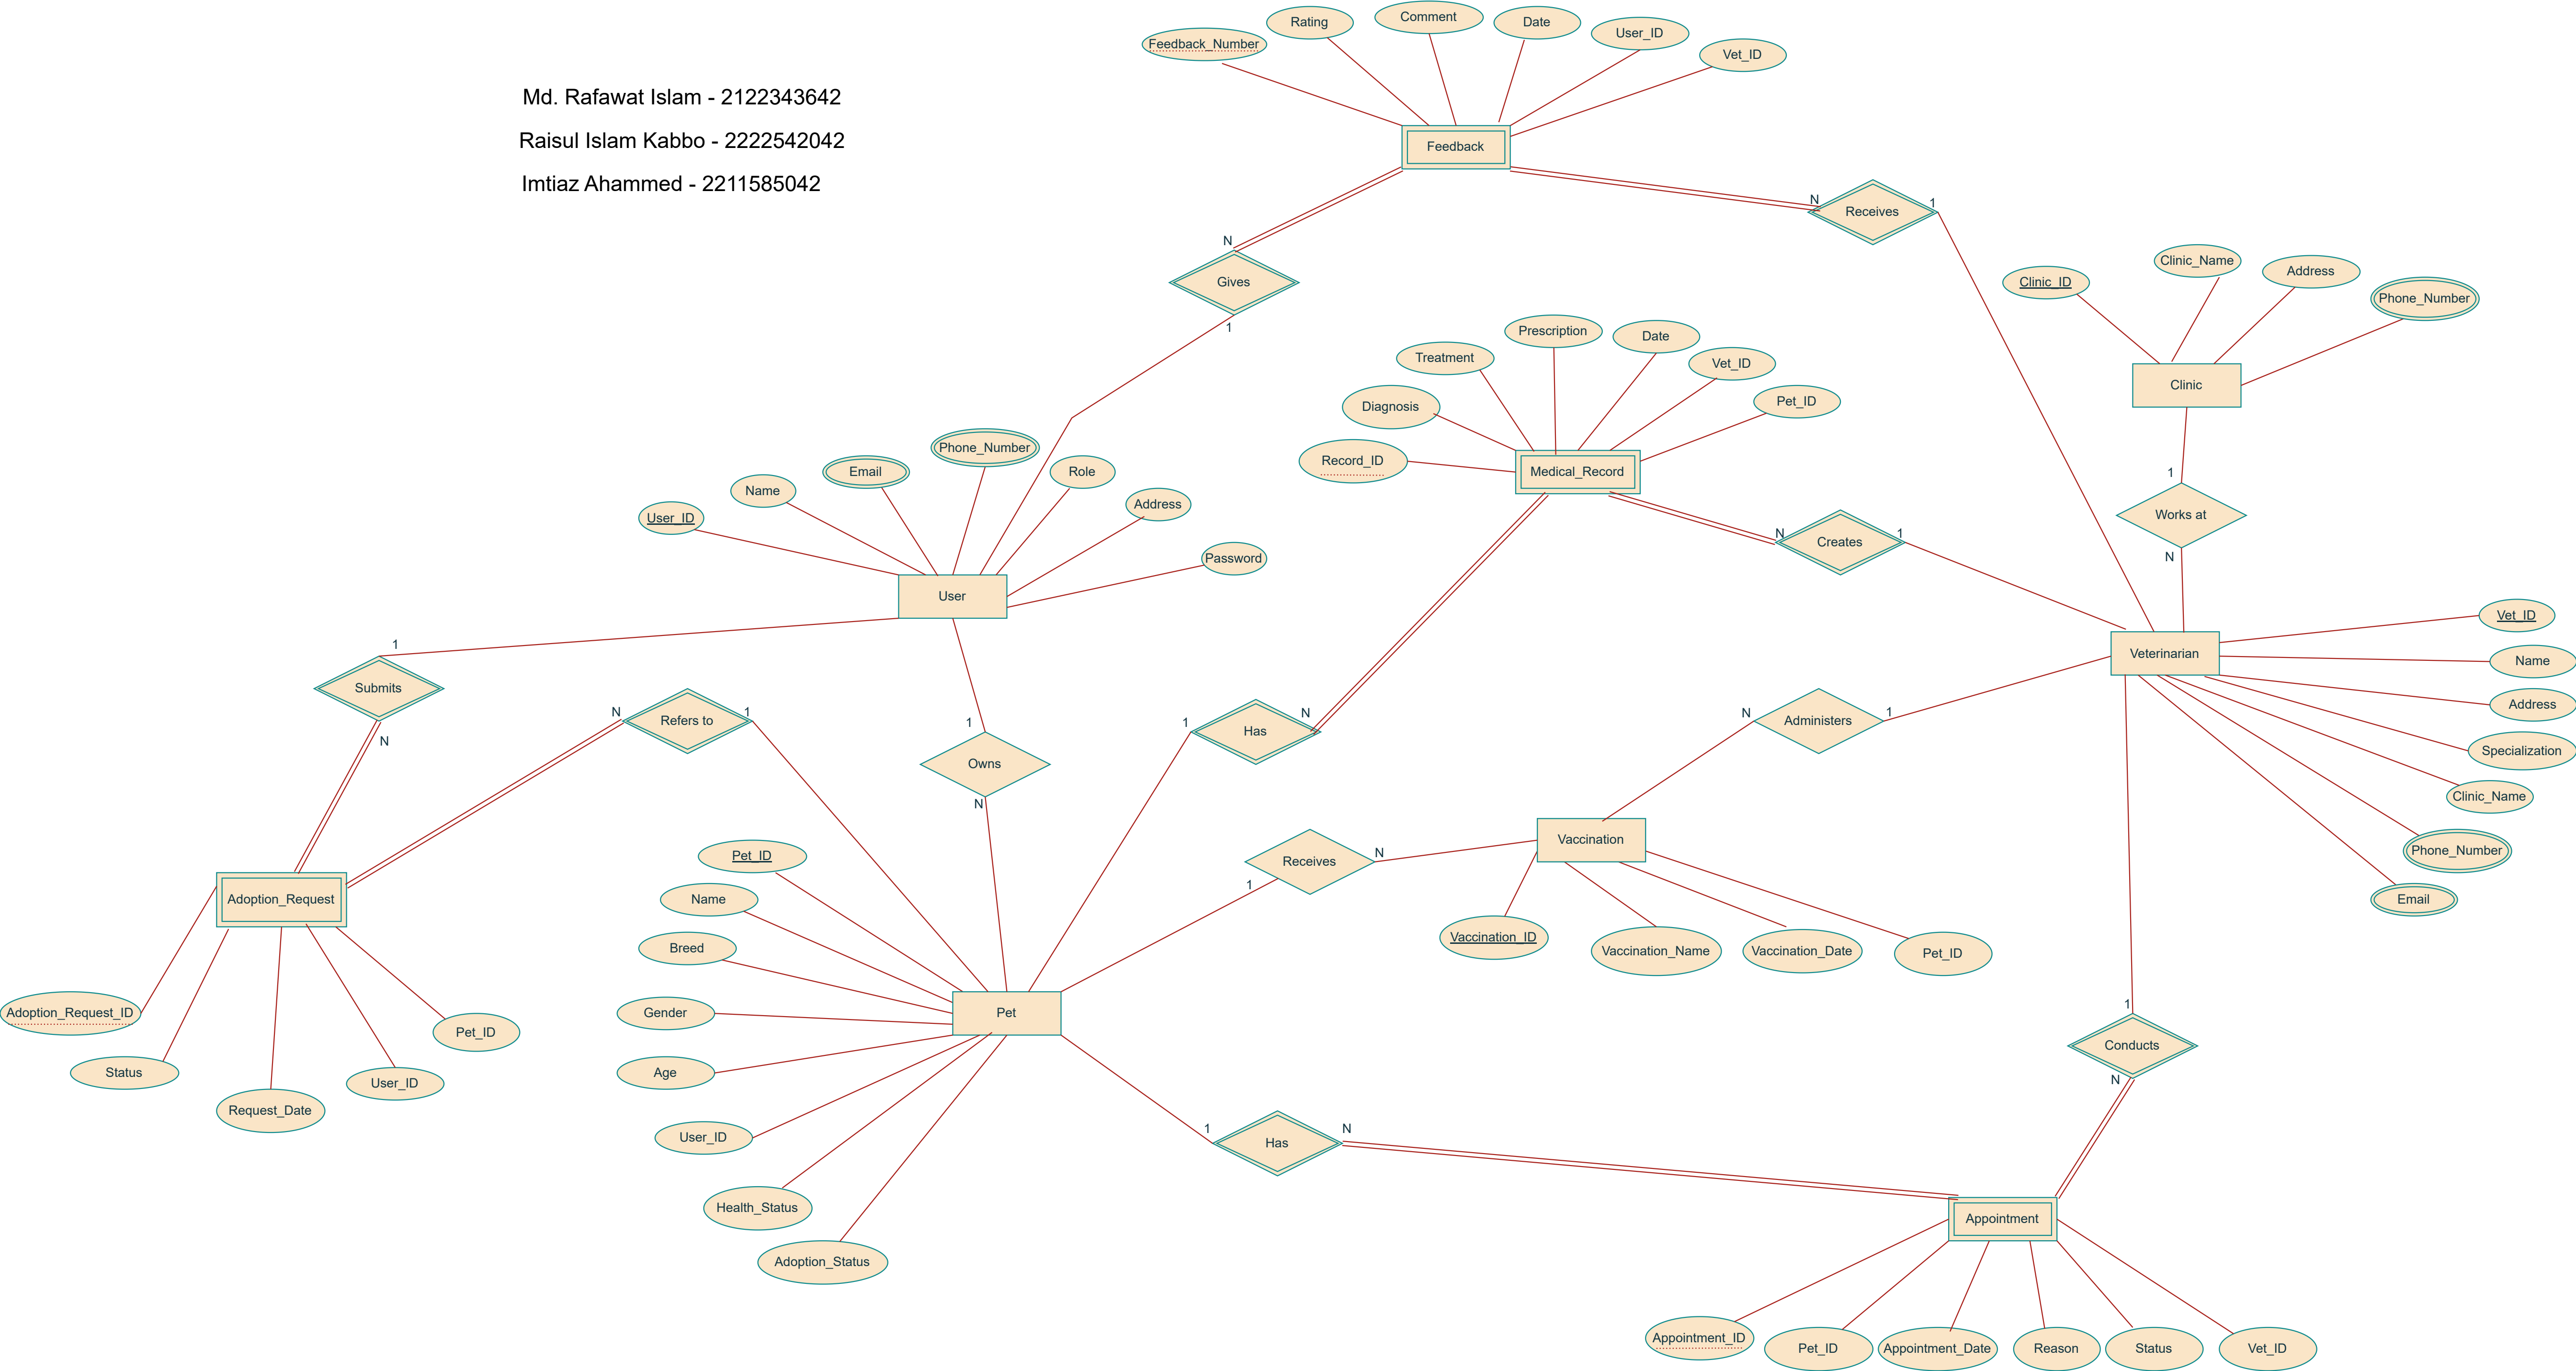 Feedback_Number
Rating
Comment
Date
User_ID
Vet_ID
Md. Rafawat Islam - 2122343642
Raisul Islam Kabbo - 2222542042
Imtiaz Ahammed - 2211585042
Feedback
N
Receives
1
N
Gives
1
Clinic_ID
Clinic_Name
Address
Phone_Number
Clinic
1
Works at
N
Diagnosis
Treatment
Prescription
Date
Vet_ID
Pet_ID
Record_ID
Medical_Record
N
Creates
1
User_ID
Name
Email
Phone_Number
Role
Address
Password
User
1
Submits
N
N
Refers to
1
1
Owns
N
1
Has
N
N
Administers
1
Veterinarian
Vet_ID
Name
Address
Specialization
Clinic_Name
Phone_Number
Email
Vaccination
N
Receives
1
Vaccination_ID
Vaccination_Name
Vaccination_Date
Pet_ID
Adoption_Request
Adoption_Request_ID
Status
Request_Date
User_ID
Pet_ID
Pet_ID
Name
Breed
Gender
Age
User_ID
Health_Status
Adoption_Status
Pet
1
Has
N
1
Conducts
N
Appointment
Appointment_ID
Pet_ID
Appointment_Date
Reason
Status
Vet_ID